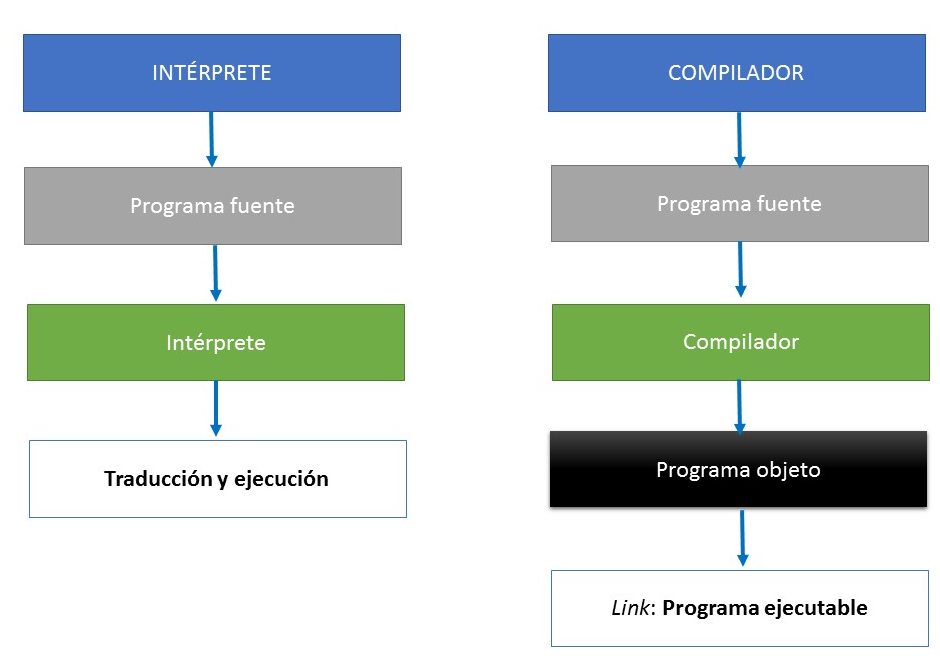 INTÉRPRETE
Programa fuente
Intérprete
Traducción y ejecución
COMPILADOR
Programa fuente
Compilador
Programa objeto
Link: Programa ejecutable